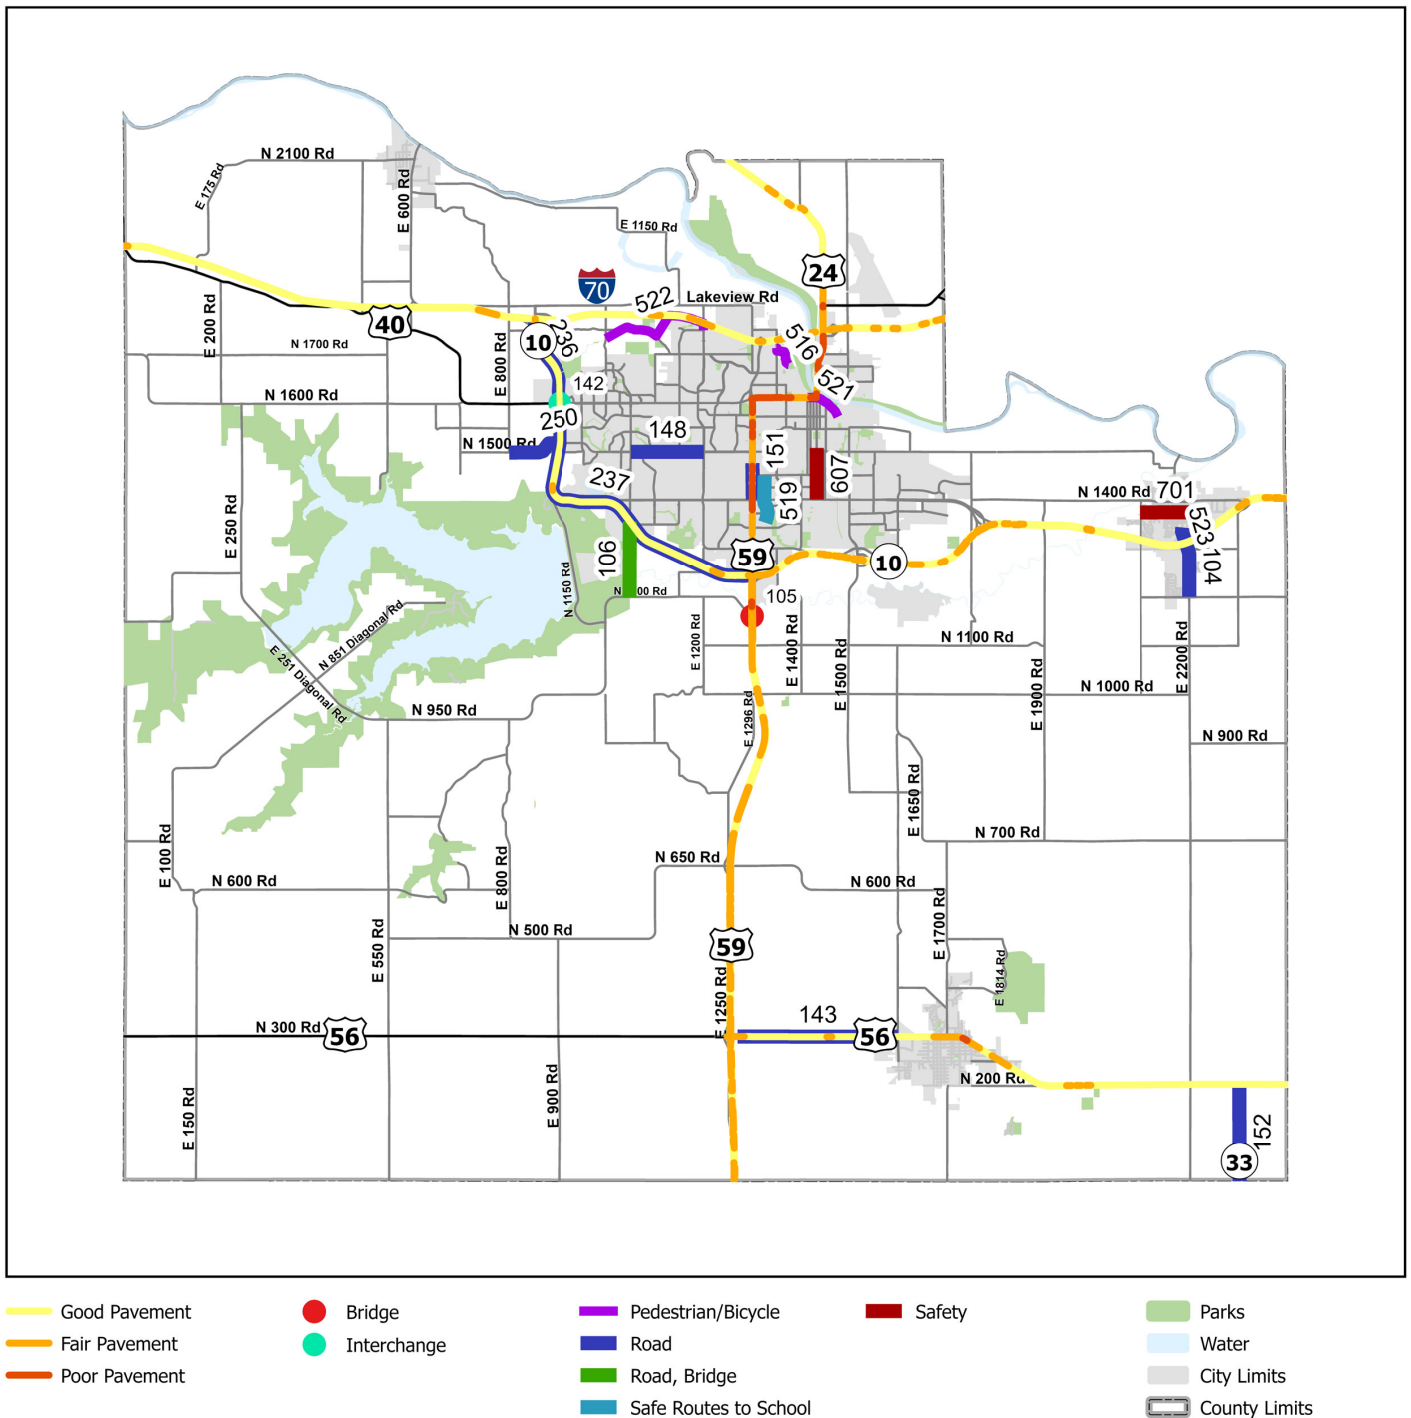 N 2100 Rd
E 175 Rd
E 600 Rd
E 1150 Rd
24
70
522
Lakeview Rd
40
E 200 Rd
N 1700 Rd
10
236
516
E 800 Rd
142
521
N 1600 Rd
250
N 1500 Rd
148
151
237
519
607
N 1400 Rd
701
523
E 250 Rd
106
59
10
104
N 1150 Rd
105
N 851 Diagonal Rd
E 251 Diagonal Rd
E 1200 Rd
E 1400 Rd
E 1500 Rd
N 1100 Rd
E 2200 Rd
N 950 Rd
E 1296 Rd
E 1900 Rd
N 1000 Rd
N 900 Rd
E 1650 Rd
N 700 Rd
E 100 Rd
N 600 Rd
E 800 Rd
N 650 Rd
N 600 Rd
E 1700 Rd
N 500 Rd
E 550 Rd
59
E 1250 Rd
E 1814 Rd
N 300 Rd
56
143
56
N 200 Rd
E 150 Rd
E 900 Rd
152
33
Good Pavement
Fair Pavement
Poor Pavement
Bridge
Interchange
Pedestrian/Bicycle
Road
Road, Bridge
Safe Routes to School
Safety
Parks
Water
City Limits
County Limits